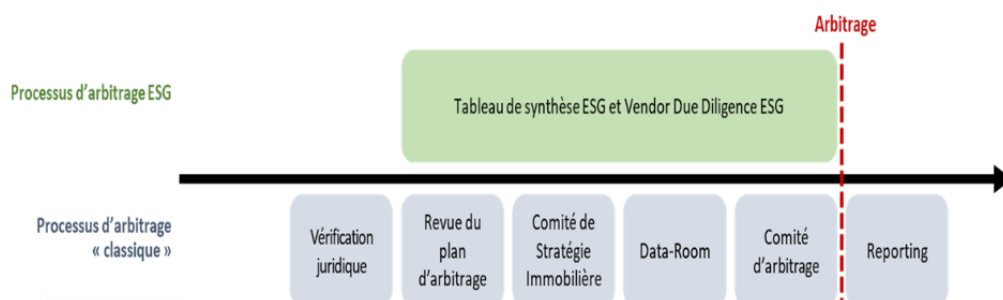 Arbitrage
Processus d'arbitrage ESG
Tableau de synthèse ESG et Vendor Due Diligence ESG
Processus d'arbitrage
« classique »
Vérification
juridique
Revue du
plan
d'arbitrage
Comité de
Stratégie
Immobilière
Data-Room
Comité
d'arbitrage
Reporting